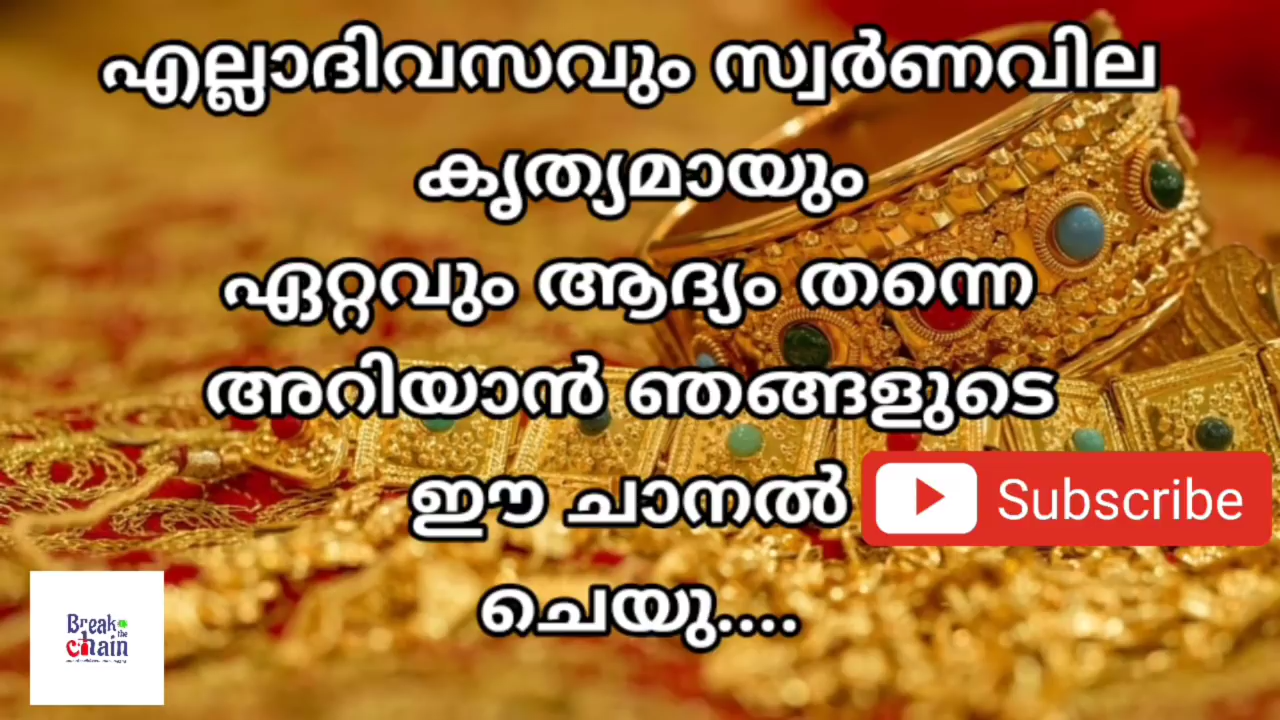 എല്ലാദിവസവും സ്വർണവില
കൃത്യമായും
ഏറ്റവും ആദ്യം തന്നെ
അറിയാൻ ഞങ്ങളുടെ
ഈ ചാനൽ Subscribe
ചെയു....
Break the
chain